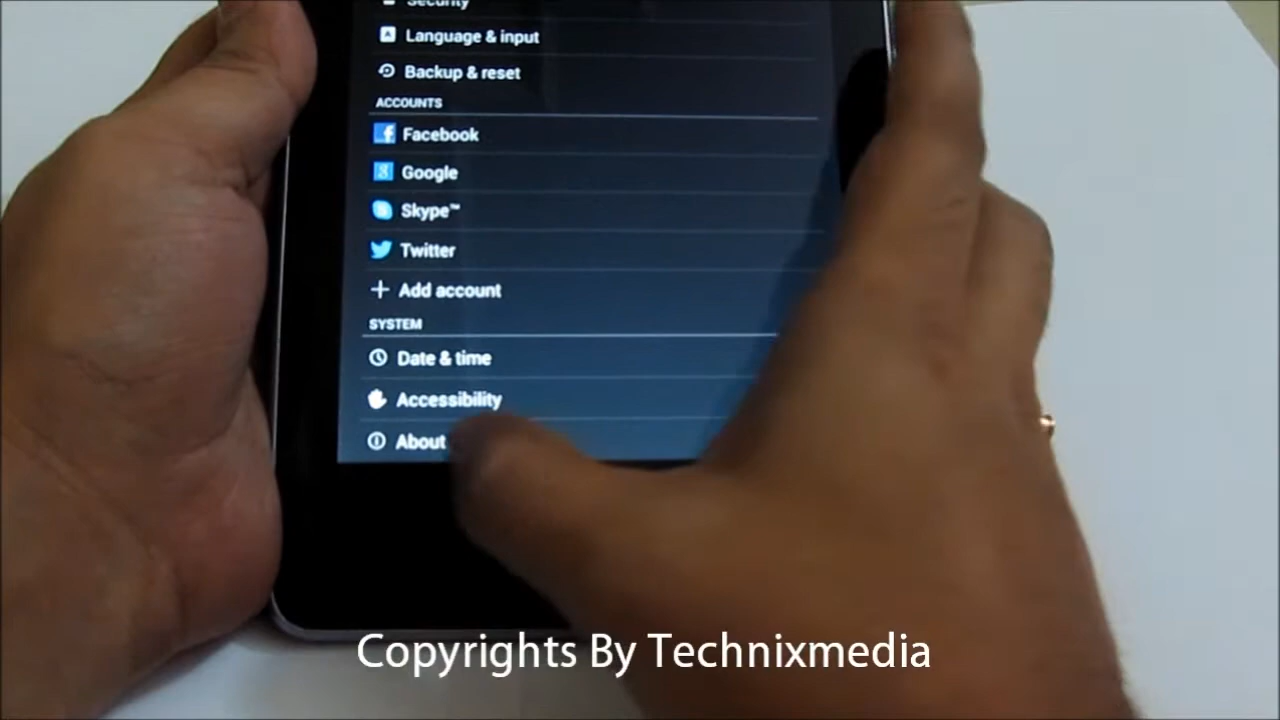 Security
Language & input
Backup & reset
ACCOUNTS
Facebook
Google
Skype™
Twitter
Add account
SYSTEM
Date & time
Accessibility
About
Copyrights By Technixmedia